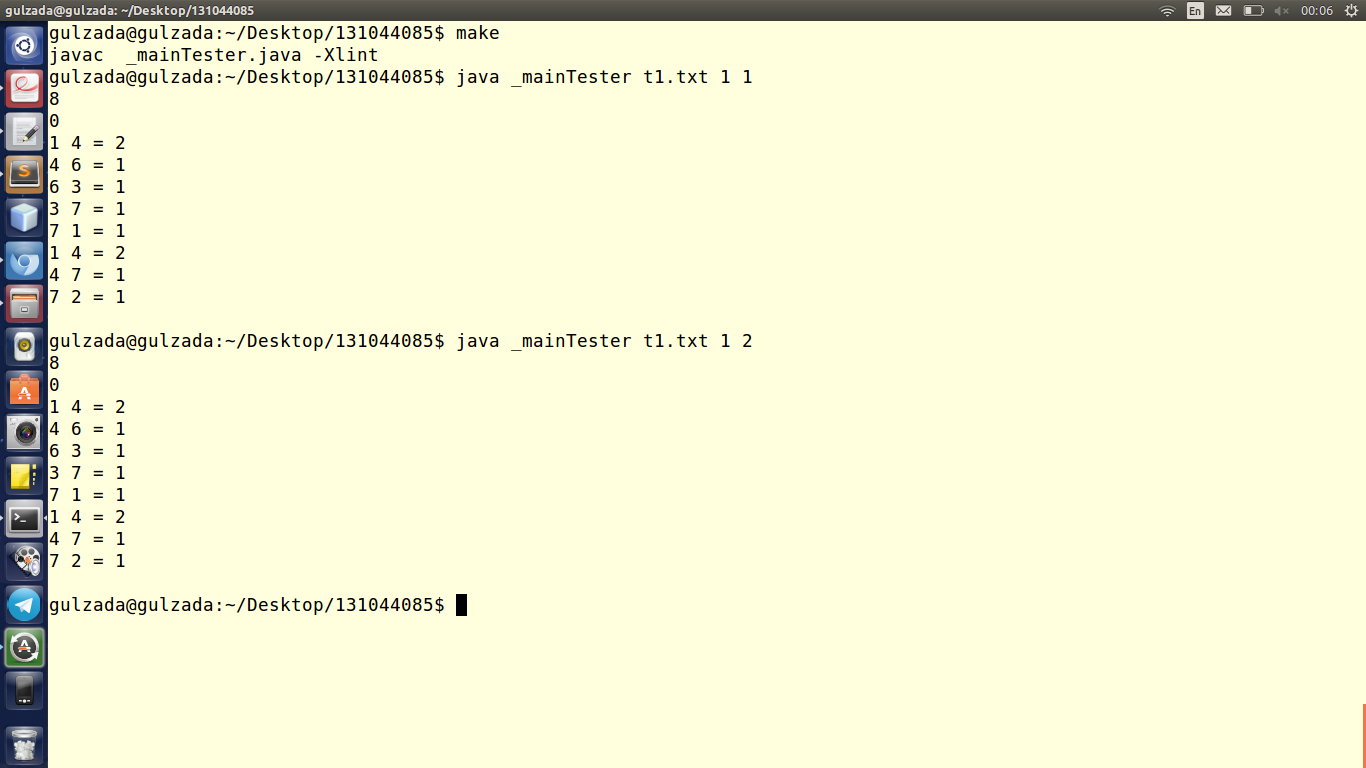 gulzada@gulzada: ~/Desktop/131044085
En
00:06
gulzada@gulzada:~/Desktop/131044085$ make
javac  _mainTester.java -Xlint
gulzada@gulzada:~/Desktop/131044085$ java _mainTester t1.txt 1 1
8
0
1 4 = 2
4 6 = 1
6 3 = 1
3 7 = 1
7 1 = 1
1 4 = 2
4 7 = 1
7 2 = 1
gulzada@gulzada:~/Desktop/131044085$ java _mainTester t1.txt 1 2
8
0
1 4 = 2
4 6 = 1
6 3 = 1
3 7 = 1
7 1 = 1
1 4 = 2
4 7 = 1
7 2 = 1
gulzada@gulzada:~/Desktop/131044085$